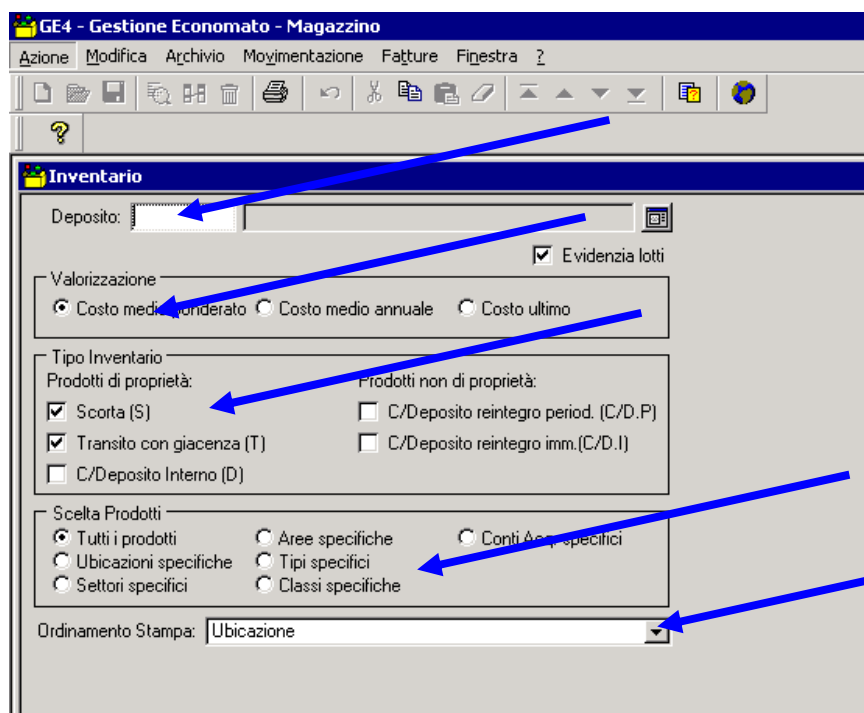 GE4 - Gestione Economato - Magazzino
Azione Modifica Archivio Movimentazione Fatture Finestra ?
Inventario
Deposito:
Evidenzia lotti
Valorizzazione
Costo medio ponderato Costo medio annuale Costo ultimo
Tipo Inventario
Prodotti di proprietà: Prodotti non di proprietà:
Scorta (S) C/Deposito reintegro period. (C/D.P)
Transito con giacenza (T) C/Deposito reintegro imm.(C/D.I)
C/Deposito Interno (D)
Scelta Prodotti
Tutti i prodotti Aree specifiche Conti specifici
Ubicazioni specifiche Tipi specifici
Settori specifici Classi specifiche
Ordinamento Stampa: Ubicazione